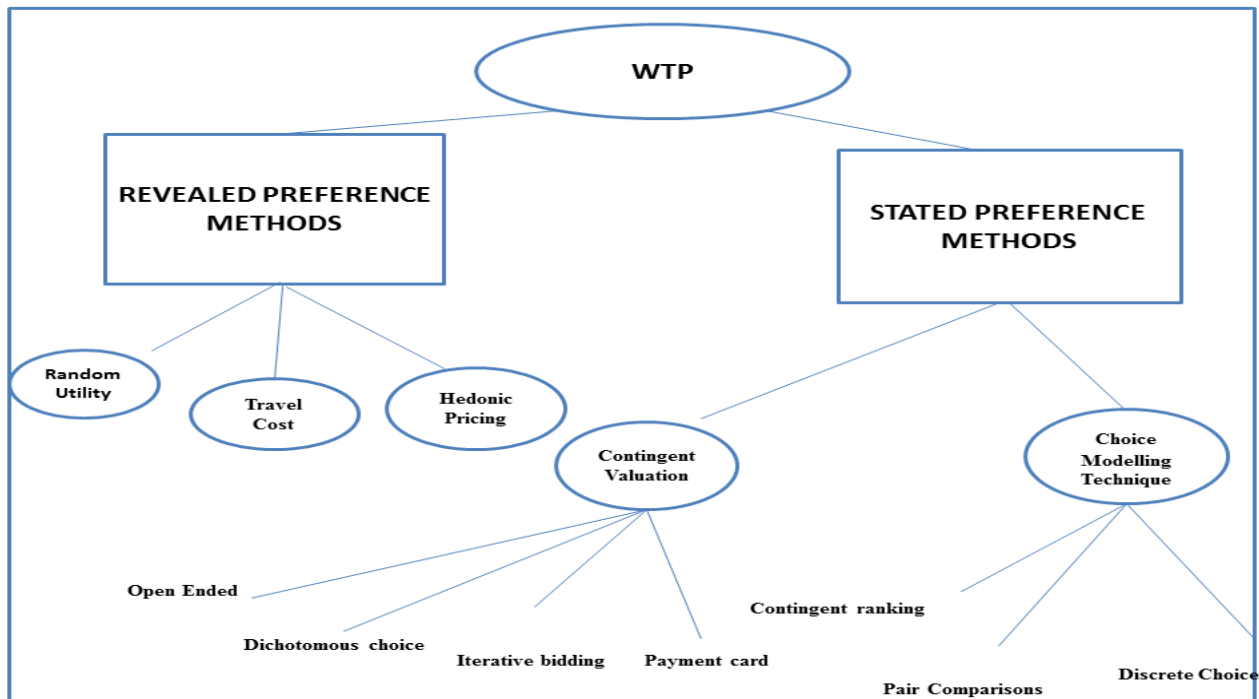 WTP
REVEALED PREFERENCE
METHODS
STATED PREFERENCE
METHODS
Random
Utility
Travel
Cost
Hedonic
Pricing
Contingent
Valuation
Choice
Modelling
Technique
Open Ended
Dichotomous choice
Iterative bidding
Payment card
Contingent ranking
Pair Comparisons
Discrete Choice